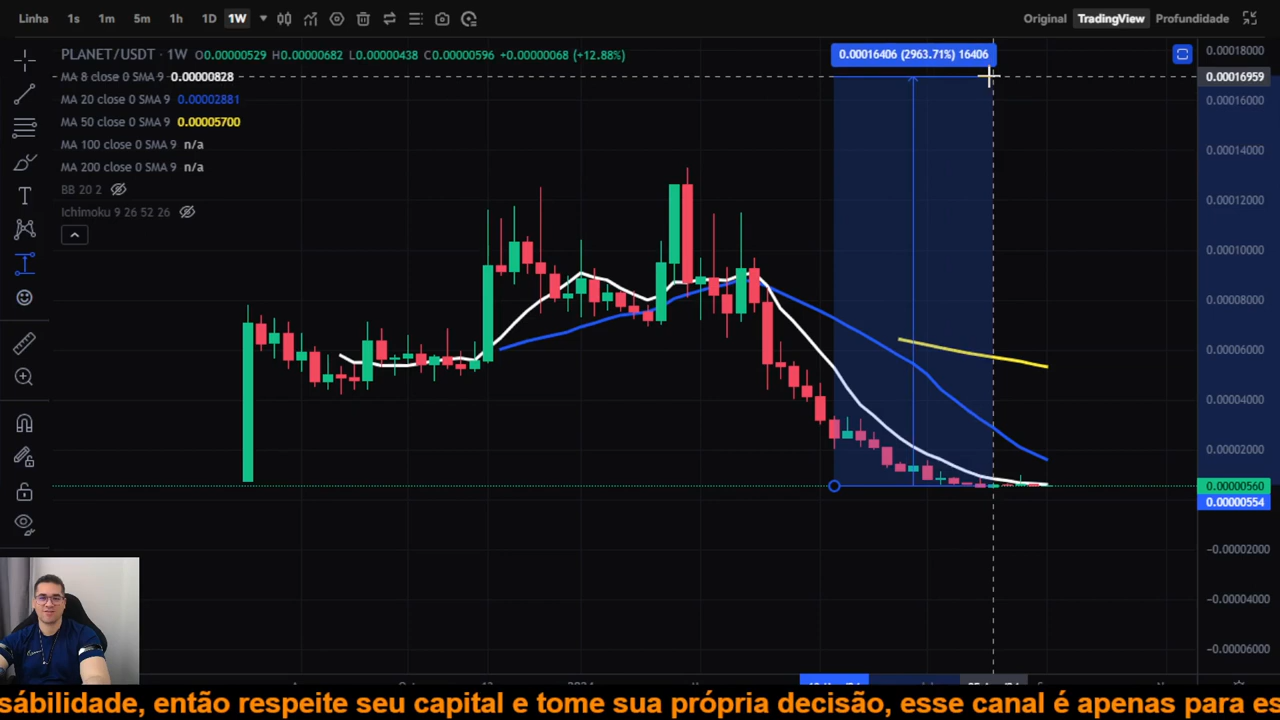 Linha 1s 1m 5m 1h 1D 1W Original TradingView Profundidade
PLANET/USDT · 1W O0.00000529 H0.00000682 L0.00000438 C0.00000596 +0.00000068 (+12.88%)
0.00016406 (2963.71%) 16406
MA 8 close 0 SMA 9 0.00000828
MA 20 close 0 SMA 9 0.00002881
MA 50 close 0 SMA 9 0.00005700
MA 100 close 0 SMA 9 n/a
MA 200 close 0 SMA 9 n/a
BB 20 2
Ichimoku 9 26 52 26
0.00018000
0.00016959
0.00016000
0.00014000
0.00012000
0.00010000
0.00008000
0.00006000
0.00004000
0.00002000
0.00000560
0.00000554
−0.00002000
−0.00004000
−0.00006000
sábilidade, então respeite seu capital e tome sua própria decisão, esse canal é apenas para es